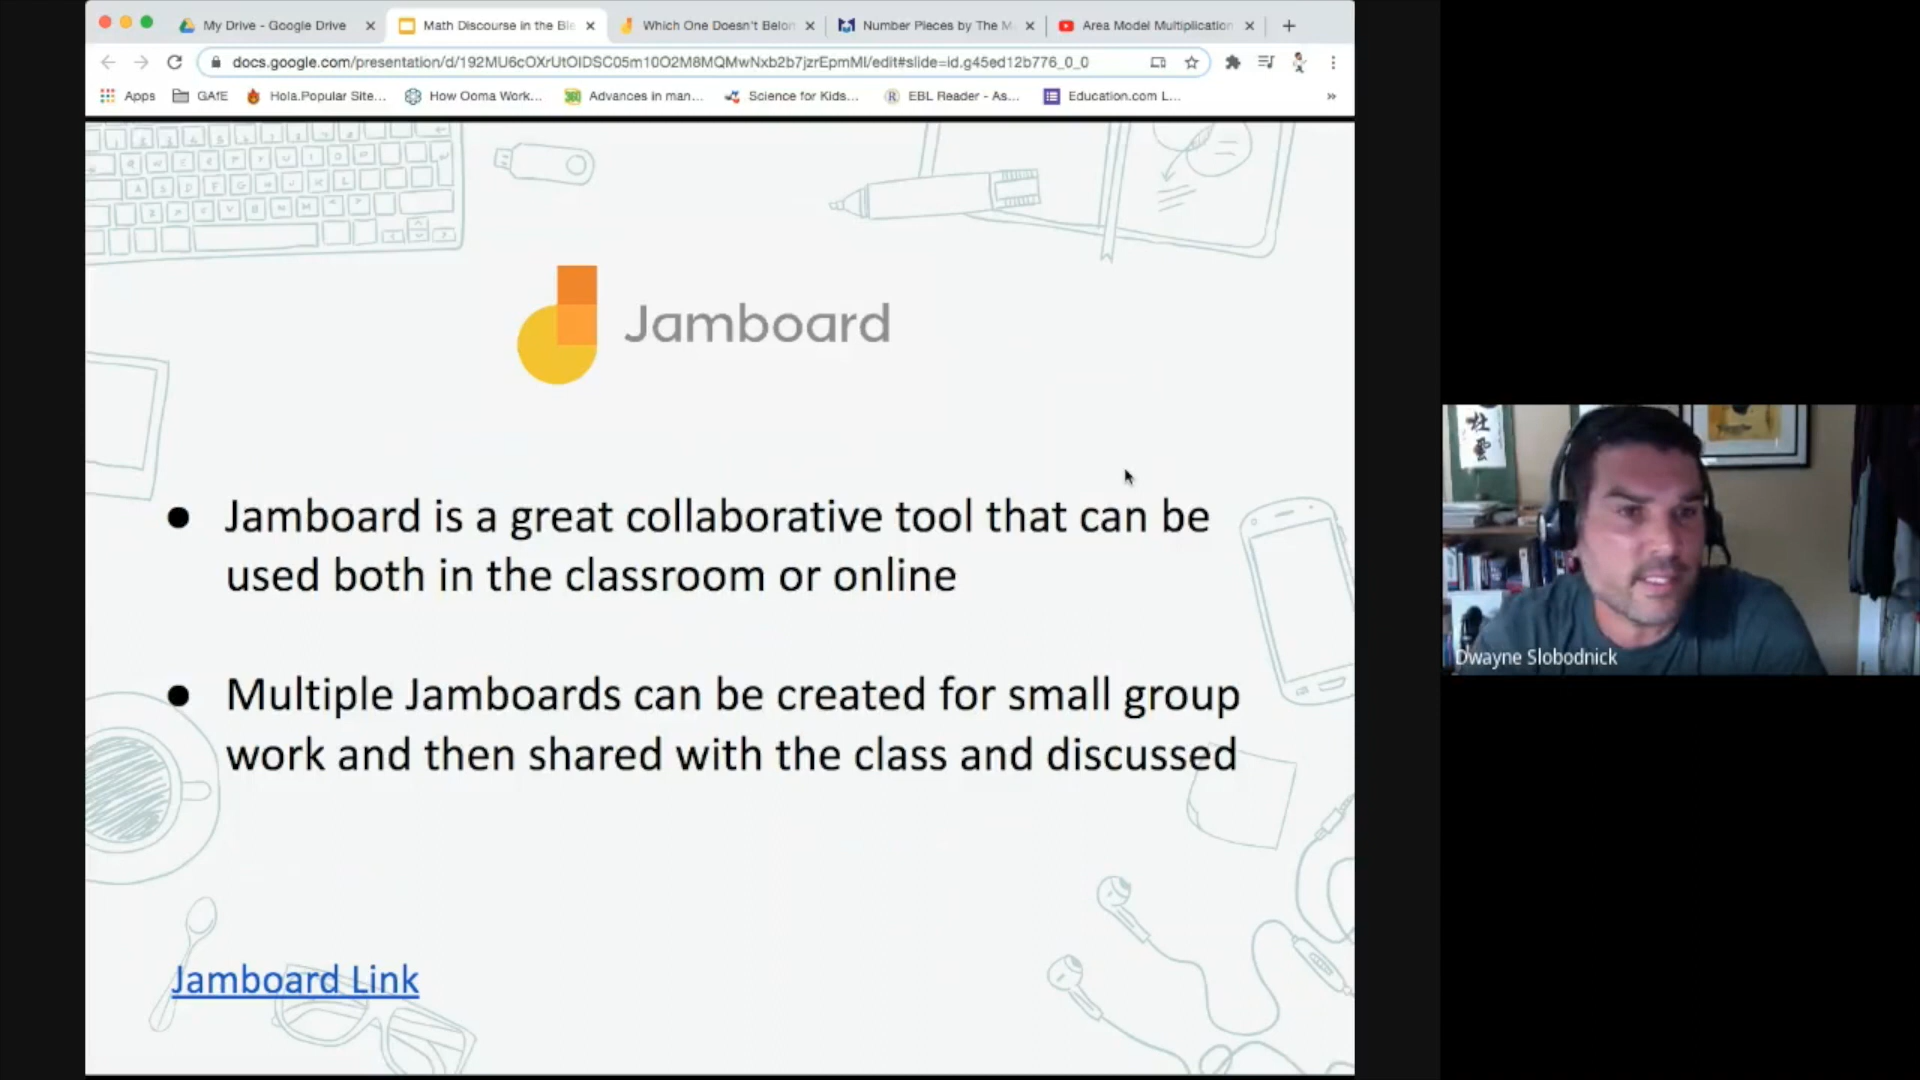 My Drive - Google Drive
Math Discourse in the Ble
Which One Doesn't Belon
Number Pieces by The M
Area Model Multiplication
docs.google.com/presentation/d/192MU6cOXrUtOIDSC05m10O2M8MQMwNxb2b7jzrEpmMI/edit#slide=id.g45ed12b776_0_0
Apps
GAfE
Hola.Popular Site...
How Ooma Work...
Advances in man...
Science for Kids...
EBL Reader - As...
Education.com L...
»
Jamboard
● Jamboard is a great collaborative tool that can be
used both in the classroom or online
● Multiple Jamboards can be created for small group
work and then shared with the class and discussed
Jamboard Link
Dwayne Slobodnick